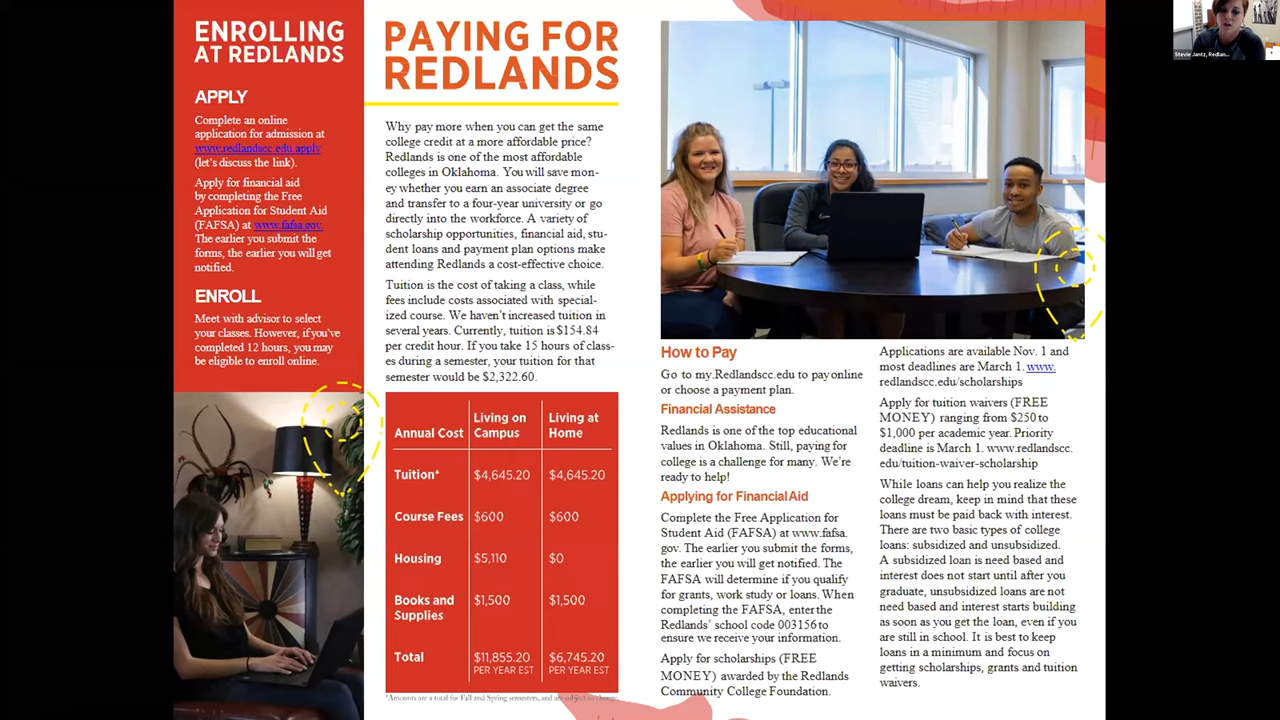 ENROLLING
AT REDLANDS
APPLY
Complete an online
application for admission at
www.redlandscc.edu.apply
(let's discuss the link).
Apply for financial aid
by completing the Free
Application for Student Aid
(FAFSA) at www.fafsa.gov.
The earlier you submit the
forms, the earlier you will get
notified.
ENROLL
Meet with advisor to select
your classes. However, if you've
completed 12 hours, you may
be eligible to enroll online.
PAYING FOR
REDLANDS
Why pay more when you can get the same
college credit at a more affordable price?
Redlands is one of the most affordable
colleges in Oklahoma. You will save mon-
ey whether you earn an associate degree
and transfer to a four-year university or go
directly into the workforce. A variety of
scholarship opportunities, financial aid, stu-
dent loans and payment plan options make
attending Redlands a cost-effective choice.
Tuition is the cost of taking a class, while
fees include costs associated with special-
ized course. We haven't increased tuition in
several years. Currently, tuition is $154.84
per credit hour. If you take 15 hours of class-
es during a semester, your tuition for that
semester would be $2,322.60.
Annual Cost Living on Campus Living at Home
Tuition* $4,645.20 $4,645.20
Course Fees $600 $600
Housing $5,110 $0
Books and Supplies $1,500 $1,500
Total $11,855.20 PER YEAR EST $6,745.20 PER YEAR EST
*Amounts are a total for Fall and Spring semesters, and are subject to change.
How to Pay
Go to my.Redlandscc.edu to pay online
or choose a payment plan.
Financial Assistance
Redlands is one of the top educational
values in Oklahoma. Still, paying for
college is a challenge for many. We're
ready to help!
Applying for Financial Aid
Complete the Free Application for
Student Aid (FAFSA) at www.fafsa.
gov. The earlier you submit the forms,
the earlier you will get notified. The
FAFSA will determine if you qualify
for grants, work study or loans. When
completing the FAFSA, enter the
Redlands' school code 003156 to
ensure we receive your information.
Apply for scholarships (FREE
MONEY) awarded by the Redlands
Community College Foundation.
Applications are available Nov. 1 and
most deadlines are March 1. www.
redlandscc.edu/scholarships
Apply for tuition waivers (FREE
MONEY) ranging from $250 to
$1,000 per academic year. Priority
deadline is March 1. www.redlandscc.
edu/tuition-waiver-scholarship
While loans can help you realize the
college dream, keep in mind that these
loans must be paid back with interest.
There are two basic types of college
loans: subsidized and unsubsidized.
A subsidized loan is need based and
interest does not start until after you
graduate, unsubsidized loans are not
need based and interest starts building
as soon as you get the loan, even if you
are still in school. It is best to keep
loans in a minimum and focus on
getting scholarships, grants and tuition
waivers.
Stevie Jantz, Redlan...